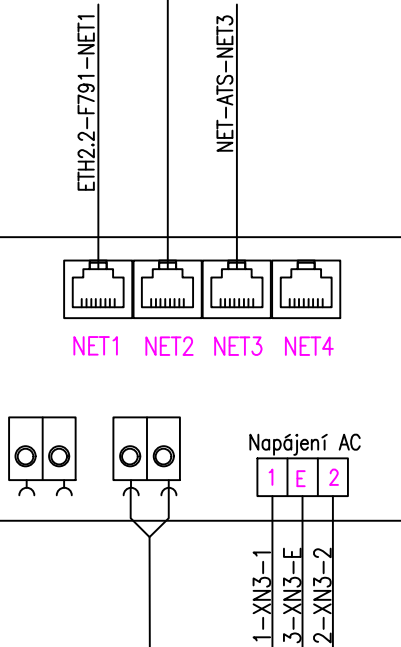 ETH2.2-F791-NET1
NET-ATS-NET3
NET1 NET2 NET3 NET4
Napájení AC
1 E 2
1-XN3-1
3-XN3-E
2-XN3-2